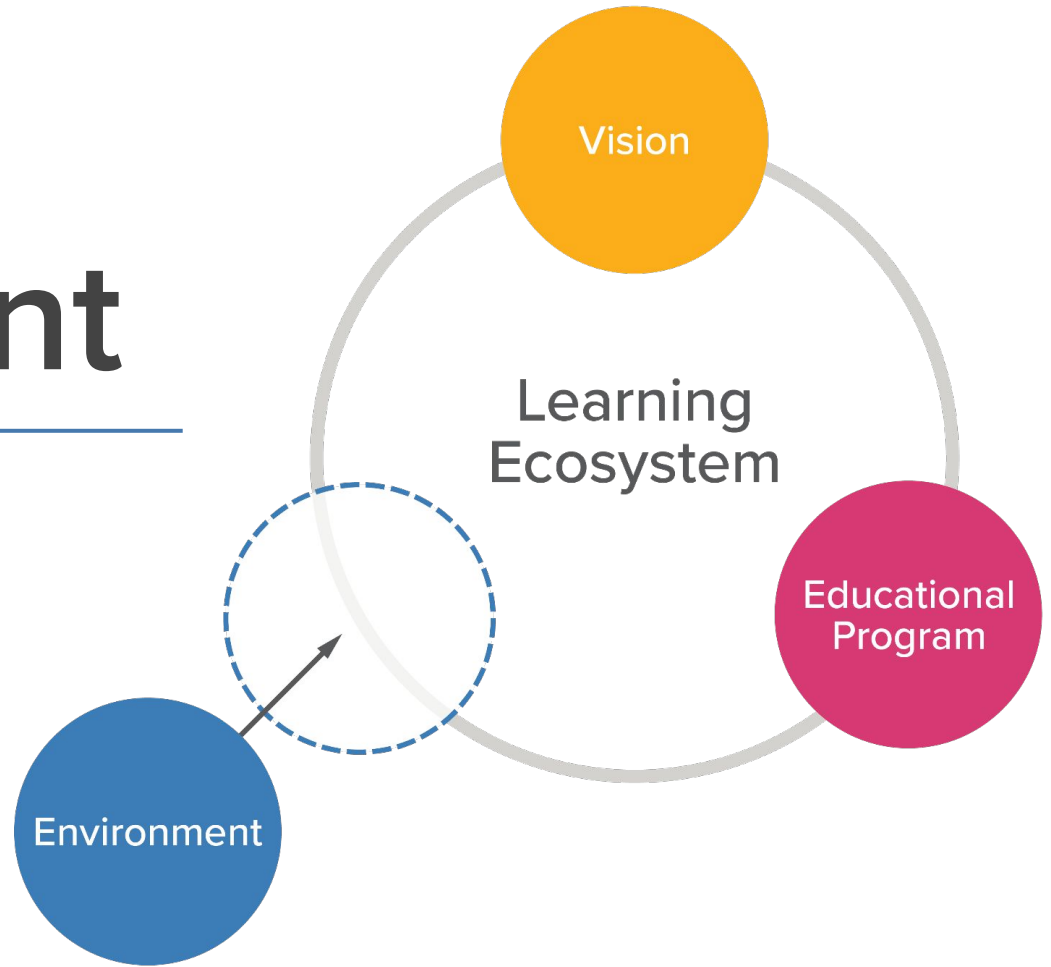 Vision
nt
Learning
Ecosystem
Educational
Program
Environment